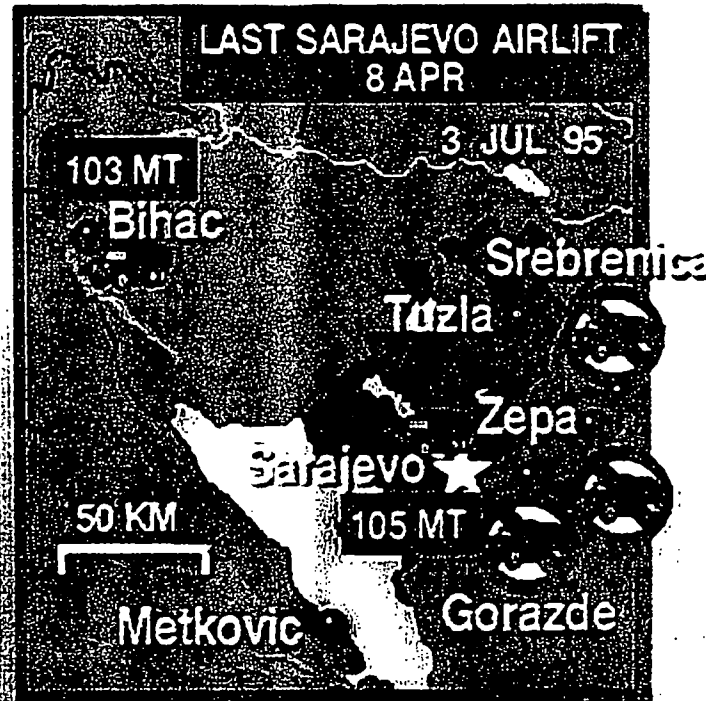 LAST SARAJEVO AIRLIFT
8 APR
3 JUL 95
103 MT
Bihac
Srebrenica
Tuzla
Zepa
Sarajevo
50 KM
105 MT
Metkovic
Gorazde